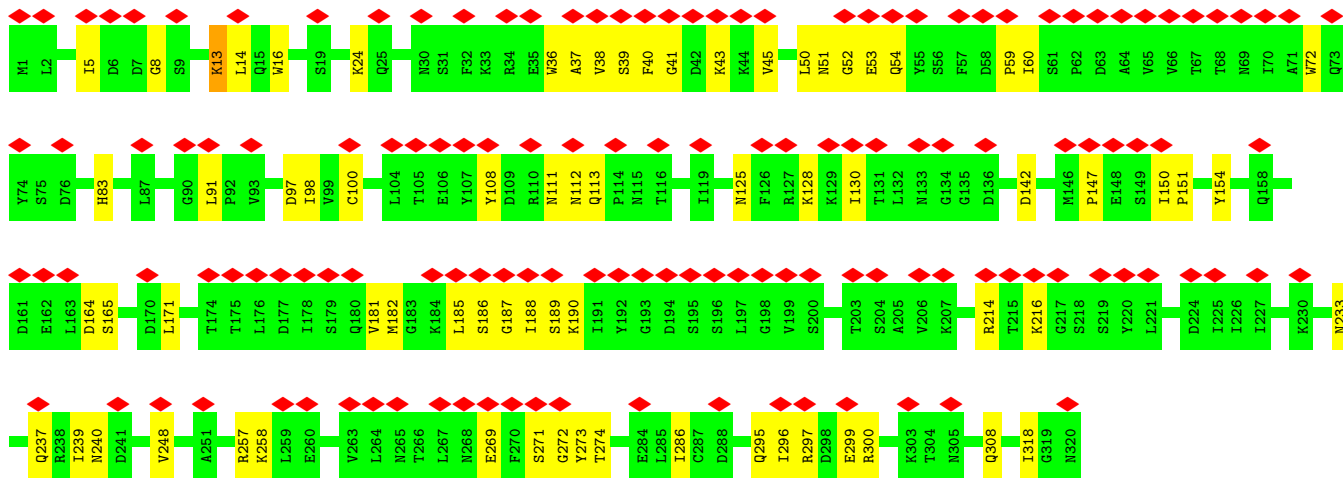 M1 L2 I5 D6 D7 G8 S9 K13 L14 Q15 W16 S19 K24 Q25 N30 S31 F32 K33 R34 E35 W36 A37 V38 S39 F40 G41 D42 K43 K44 V45 L50 N51 G52 E53 Q54 Y55 S56 F57 D58 P59 I60 S61 P62 D63 A64 V65 V66 T67 T68 N69 I70 A71 W72 Q73
Y74 S75 D76 H83 L87 G90 L91 P92 V93 D97 I98 V99 C100 L104 T105 E106 Y107 Y108 D109 R110 N111 N112 Q113 P114 N115 T116 I119 N125 F126 R127 K128 K129 I130 T131 L132 N133 G134 G135 D136 D142 M146 P147 E148 S149 I150 P151 Y154 Q158
D161 E162 L163 D164 S165 D170 L171 T174 T175 L176 D177 I178 S179 Q180 V181 M182 G183 K184 L185 S186 G187 I188 S189 K190 I191 Y192 G193 D194 S195 S196 L197 G198 V199 S200 T203 S204 A205 V206 K207 R214 T215 K216 G217 S218 S219 Y220 L221 D224 I225 I226 I227 K230 N233
Q237 R238 I239 N240 D241 V248 A251 R257 K258 L259 E260 V263 L264 N265 T266 L267 N268 E269 F270 S271 G272 Y273 T274 E284 L285 I286 C287 D288 Q295 I296 R297 D298 E299 R300 K303 T304 N305 Q308 I318 G319 N320